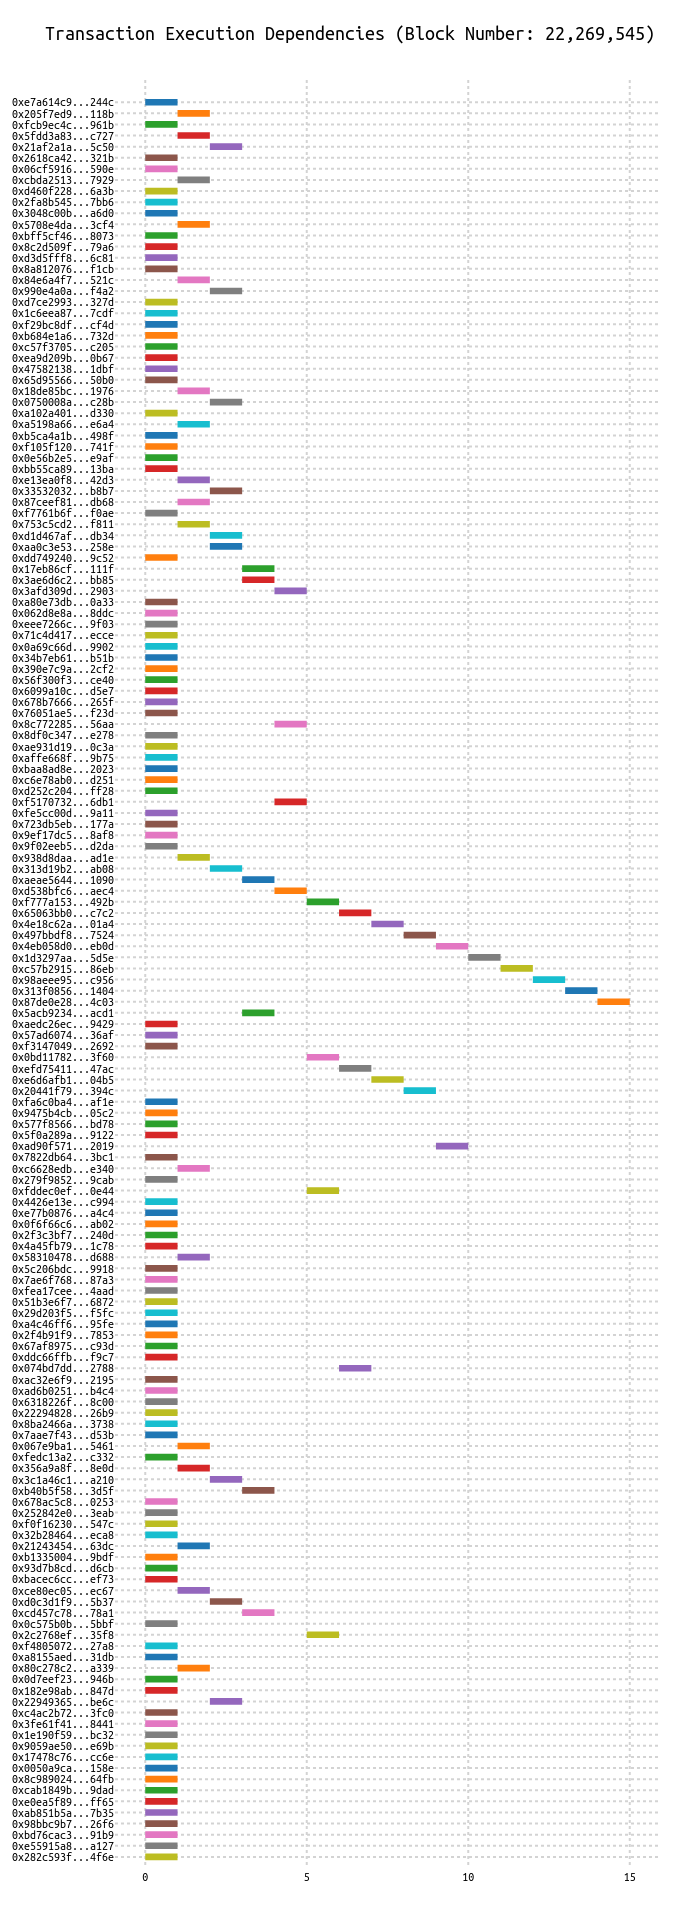 Transaction Execution Dependencies (Block Number: 22,269,545)
0xe7a614c9...244c
0x205f7ed9...118b
0xfcb9ec4c...961b
0x5fdd3a83...c727
0x21af2a1a...5c50
0x2618ca42...321b
0x06cf5916...590e
0xcbda2513...7929
0xd460f228...6a3b
0x2fa8b545...7bb6
0x3048c00b...a6d0
0x5708e4da...3cf4
0xbff5cf46...8073
0x8c2d509f...79a6
0xd3d5fff8...6c81
0x8a812076...f1cb
0x84e6a4f7...521c
0x990e4a0a...f4a2
0xd7ce2993...327d
0x1c6eea87...7cdf
0xf29bc8df...cf4d
0xb684e1a6...732d
0xc57f3705...c205
0xea9d209b...0b67
0x47582138...1dbf
0x65d95566...50b0
0x18de85bc...1976
0x0750008a...c28b
0xa102a401...d330
0xa5198a66...e6a4
0xb5ca4a1b...498f
0xf105f120...741f
0x0e56b2e5...e9af
0xbb55ca89...13ba
0xe13ea0f8...42d3
0x33532032...b8b7
0x87ceef81...db68
0xf7761b6f...f0ae
0x753c5cd2...f811
0xd1d467af...db34
0xaa0c3e53...258e
0xdd749240...9c52
0x17eb86cf...111f
0x3ae6d6c2...bb85
0x3afd309d...2903
0xa80e73db...0a33
0x062d8e8a...8ddc
0xeee7266c...9f03
0x71c4d417...ecce
0x0a69c66d...9902
0x34b7eb61...b51b
0x390e7c9a...2cf2
0x56f300f3...ce40
0x6099a10c...d5e7
0x678b7666...265f
0x76051ae5...f23d
0x8c772285...56aa
0x8df0c347...e278
0xae931d19...0c3a
0xaffe668f...9b75
0xbaa8ad8e...2023
0xc6e78ab0...d251
0xd252c204...ff28
0xf5170732...6db1
0xfe5cc00d...9a11
0x723db5eb...177a
0x9ef17dc5...8af8
0x9f02eeb5...d2da
0x938d8daa...ad1e
0x313d19b2...ab08
0xaeae5644...1090
0xd538bfc6...aec4
0xf777a153...492b
0x65063bb0...c7c2
0x4e18c62a...01a4
0x497bbdf8...7524
0x4eb058d0...eb0d
0x1d3297aa...5d5e
0xc57b2915...86eb
0x98aeee95...c956
0x313f0856...1404
0x87de0e28...4c03
0x5acb9234...acd1
0xaedc26ec...9429
0x57ad6074...36af
0xf3147049...2692
0x0bd11782...3f60
0xefd75411...47ac
0xe6d6afb1...04b5
0x20441f79...394c
0xfa6c0ba4...af1e
0x9475b4cb...05c2
0x577f8566...bd78
0x5f0a289a...9122
0xad90f571...2019
0x7822db64...3bc1
0xc6628edb...e340
0x279f9852...9cab
0xfddec0ef...0e44
0x4426e13e...c994
0xe77b0876...a4c4
0x0f6f66c6...ab02
0x2f3c3bf7...240d
0x4a45fb79...1c78
0x58310478...d688
0x5c206bdc...9918
0x7ae6f768...87a3
0xfea17cee...4aad
0x51b3e6f7...6872
0x29d203f5...f5fc
0xa4c46ff6...95fe
0x2f4b91f9...7853
0x67af8975...c93d
0xddc66ffb...f9c7
0x074bd7dd...2788
0xac32e6f9...2195
0xad6b0251...b4c4
0x6318226f...8c00
0x22294828...26b9
0x8ba2466a...3738
0x7aae7f43...d53b
0x067e9ba1...5461
0xfedc13a2...c332
0x356a9a8f...8e0d
0x3c1a46c1...a210
0xb40b5f58...3d5f
0x678ac5c8...0253
0x252842e0...3eab
0xf0f16230...547c
0x32b28464...eca8
0x21243454...63dc
0xb1335004...9bdf
0x93d7b8cd...d6cb
0xbacec6cc...ef73
0xce80ec05...ec67
0xd0c3d1f9...5b37
0xcd457c78...78a1
0x0c575b0b...5bbf
0x2c2768ef...35f8
0xf4805072...27a8
0xa8155aed...31db
0x80c278c2...a339
0x0d7eef23...946b
0x182e98ab...847d
0x22949365...be6c
0xc4ac2b72...3fc0
0x3fe61f41...8441
0x1e190f59...bc32
0x9059ae50...e69b
0x17478c76...cc6e
0x0050a9ca...158e
0x8c989024...64fb
0xcab1849b...9dad
0xe0ea5f89...ff65
0xab851b5a...7b35
0x98bbc9b7...26f6
0xbd76cac3...91b9
0xe55915a8...a127
0x282c593f...4f6e
0 5 10 15